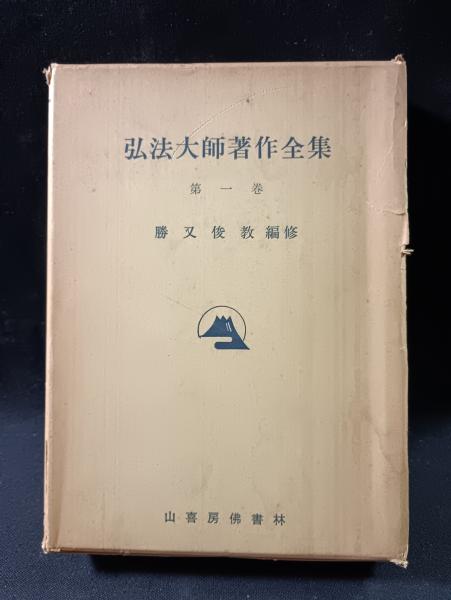 弘法大師著作全集
第一巻
勝又俊教編修
山喜房佛書林